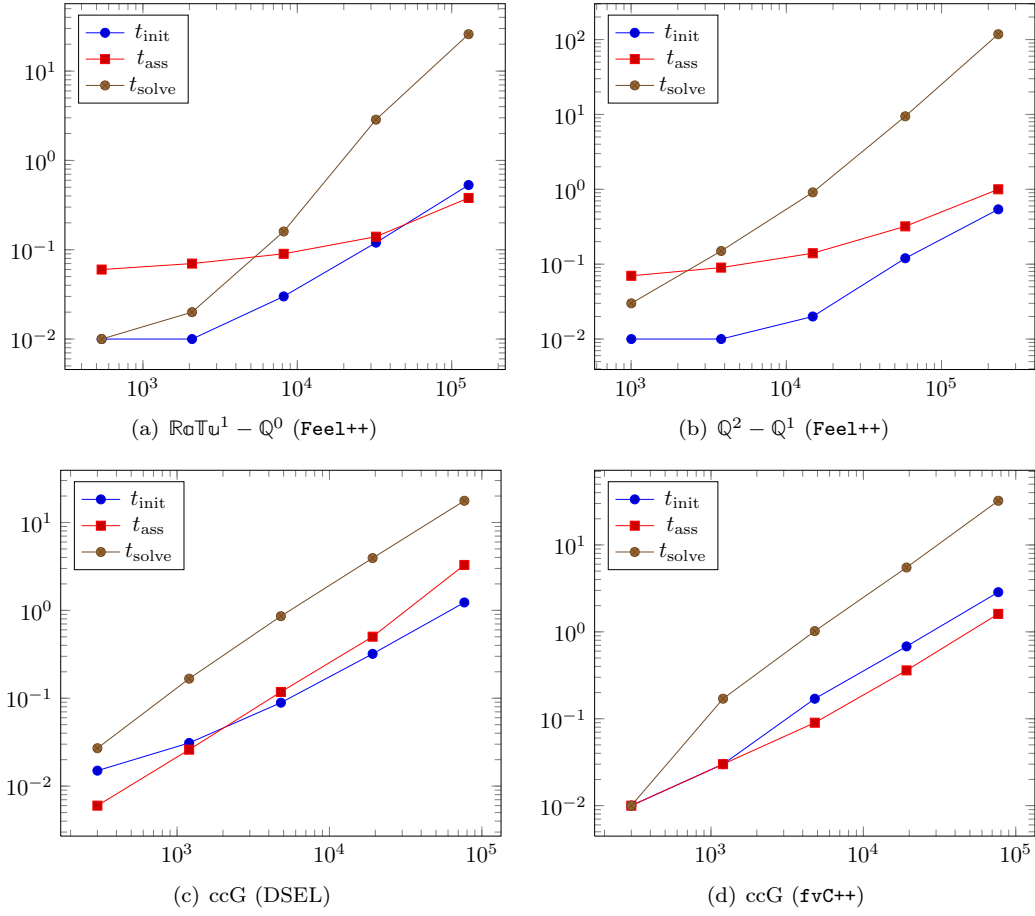 10^1
10^0
10^−1
10^−2
10^3
10^4
10^5
t_init
t_ass
t_solve
(a) ℝ𝕒𝕋𝕦^1 − ℚ^0 (Feel++)
10^2
10^1
10^0
10^−1
10^−2
10^3
10^4
10^5
t_init
t_ass
t_solve
(b) ℚ^2 − ℚ^1 (Feel++)
10^1
10^0
10^−1
10^−2
10^3
10^4
10^5
t_init
t_ass
t_solve
(c) ccG (DSEL)
10^1
10^0
10^−1
10^−2
10^3
10^4
10^5
t_init
t_ass
t_solve
(d) ccG (fvC++)